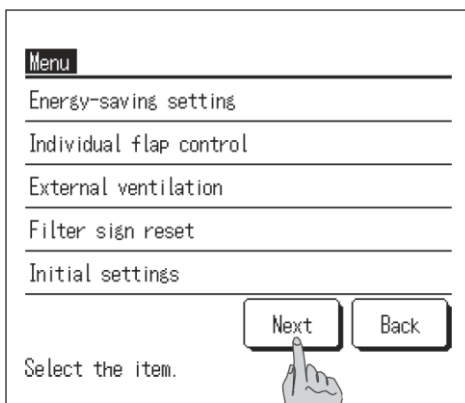 Menu
Energy-saving setting
Individual flap control
External ventilation
Filter sign reset
Initial settings
Next Back
Select the item.